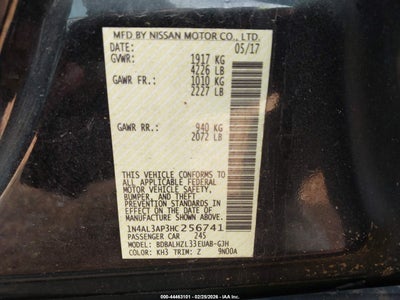 MFD BY NISSAN MOTOR CO., LTD.
DATE: 05/17
GVWR: 1917 KG
4226 LB
GAWR FR: 1010 KG
2227 LB
GAWR RR: 940 KG
2072 LB
THIS VEHICLE CONFORMS TO
ALL APPLICABLE FEDERAL
MOTOR VEHICLE SAFETY,
BUMPER, AND THEFT
PREVENTION STANDARDS IN
EFFECT ON THE DATE OF
MANUFACTURE SHOWN ABOVE.
1N4AL3AP3HC256741
PASSENGER CAR 245
MODEL: BDBALHZL33EUAB-GJH
COLOR: KH3 TRIM: Z 9N00A
© IAA - 44463101 - 02/25/2026 - IAAI.COM